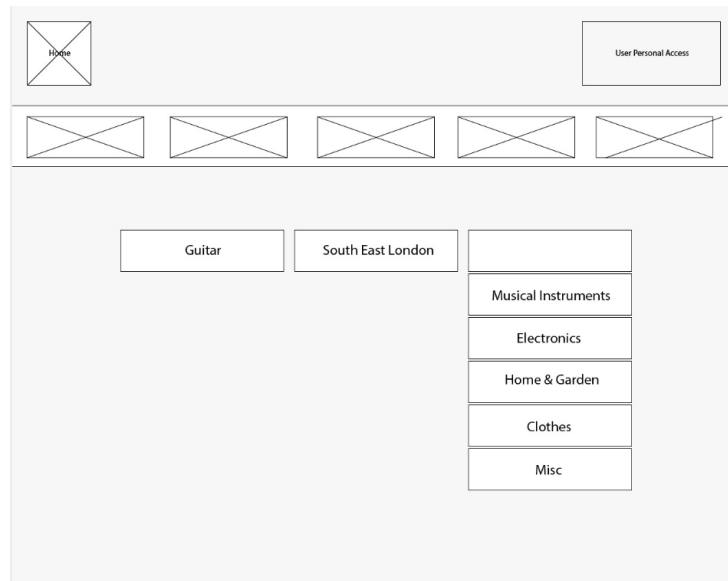 Home
User Personal Access
Guitar
South East London
Musical Instruments
Electronics
Home & Garden
Clothes
Misc